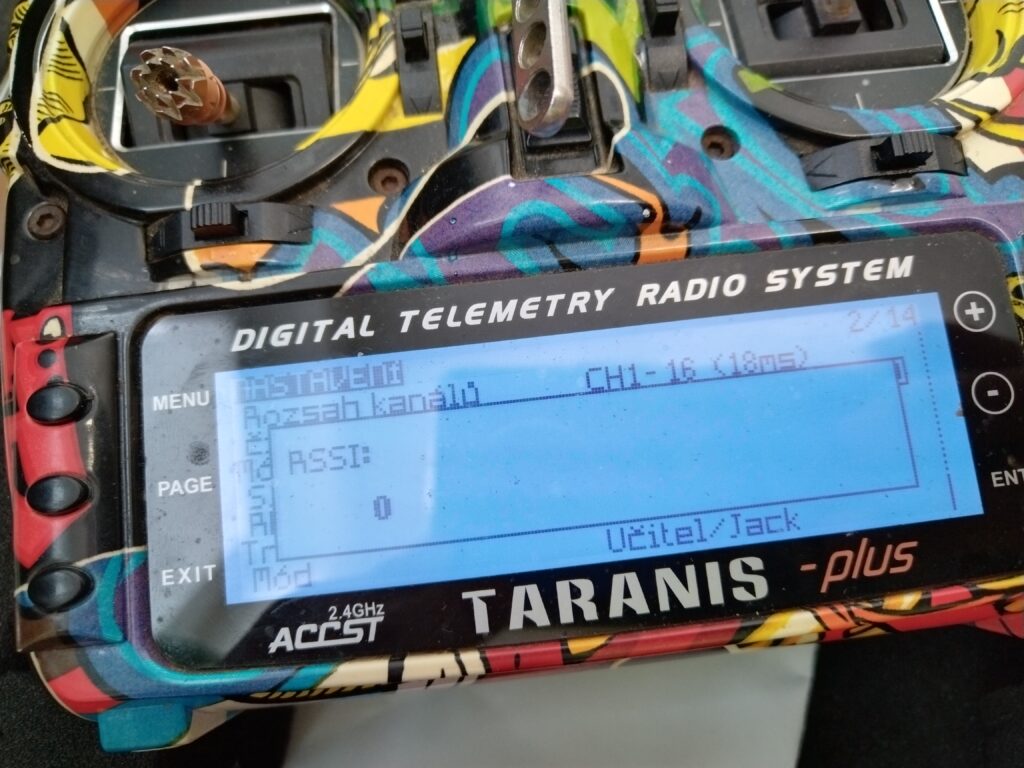 DIGITAL TELEMETRY RADIO SYSTEM
2/14
NASTAVENÍ
Rozsah kanálů CH1-16 (18ms)
RSSI:
0
Učitel/Jack
Mód
MENU
PAGE
EXIT
+
-
ENT
2.4GHz
ACCST
TARANIS -plus